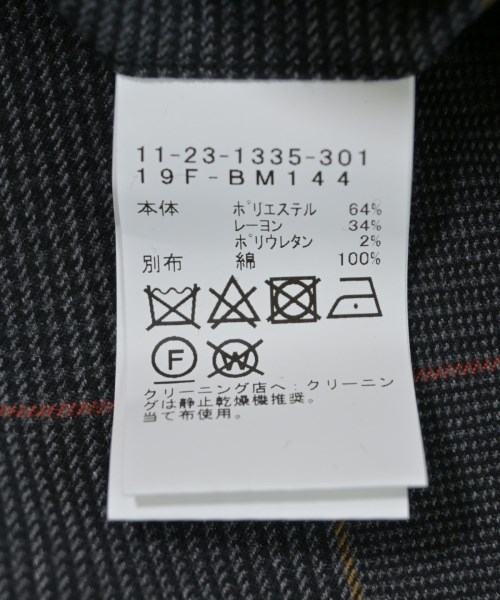 11-23-1335-301
19F-BM144
本体 ポリエステル 64%
レーヨン 34%
ポリウレタン 2%
別布 綿 100%
F W
クリーニング店へ:クリーニン
グは静止乾燥機推奨。
当て布使用。